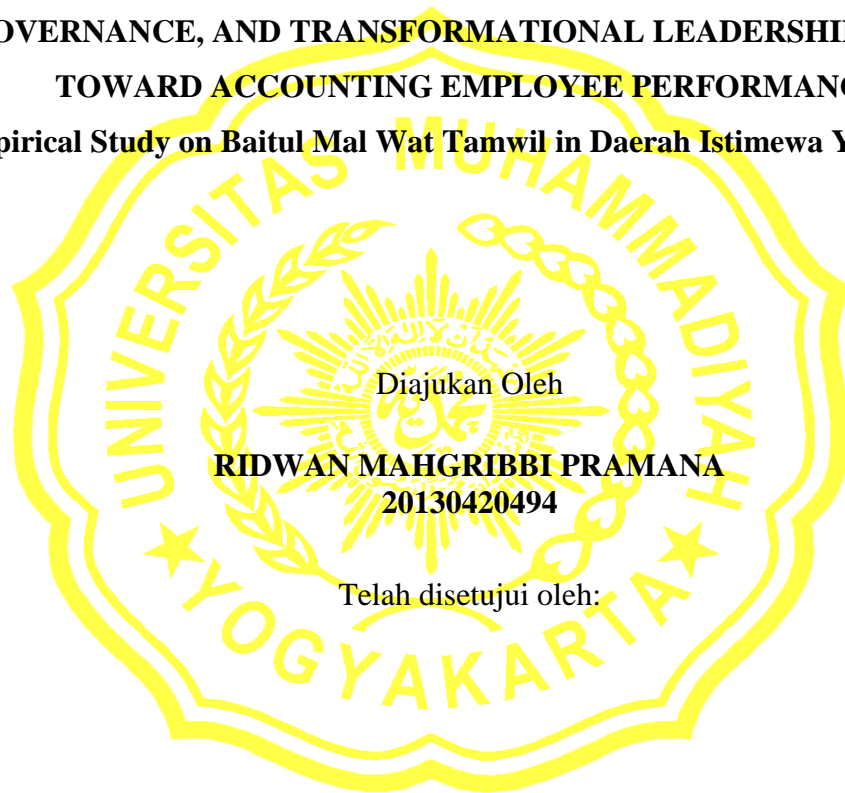 OVERNANCE, AND TRANSFORMATIONAL LEADERSHI
TOWARD ACCOUNTING EMPLOYEE PERFORMAN
pirical Study on Baitul Mal Wat Tamwil in Daerah Istimewa Y
UNIVERSITAS MUHAMMADIYAH
★ YOGYAKARTA ★
Diajukan Oleh
RIDWAN MAHGRIBBI PRAMANA
20130420494
Telah disetujui oleh: